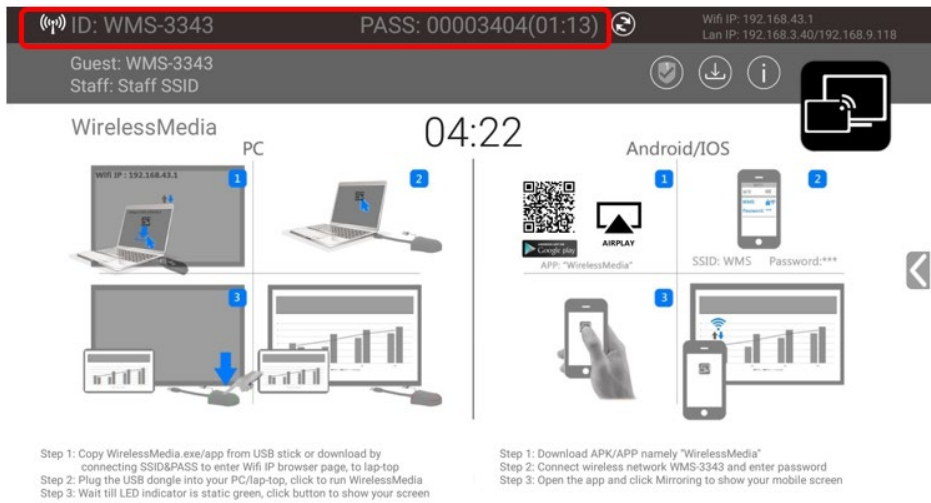 ID: WMS-3343
PASS: 00003404(01:13)
Wifi IP: 192.168.43.1
Lan IP: 192.168.3.40/192.168.9.118
Guest: WMS-3343
Staff: Staff SSID
WirelessMedia
04:22
PC
Wifi IP : 192.168.43.1
1
2
3
Android/IOS
1
Google play
APP: "WirelessMedia"
AIRPLAY
2
SSID: WMS Password:***
3
Step 1: Copy WirelessMedia.exe/app from USB stick or download by
connecting SSID&PASS to enter Wifi IP browser page, to lap-top
Step 2: Plug the USB dongle into your PC/lap-top, click to run WirelessMedia
Step 3: Wait till LED indicator is static green, click button to show your screen
Step 1: Download APK/APP namely "WirelessMedia"
Step 2: Connect wireless network WMS-3343 and enter password
Step 3: Open the app and click Mirroring to show your mobile screen